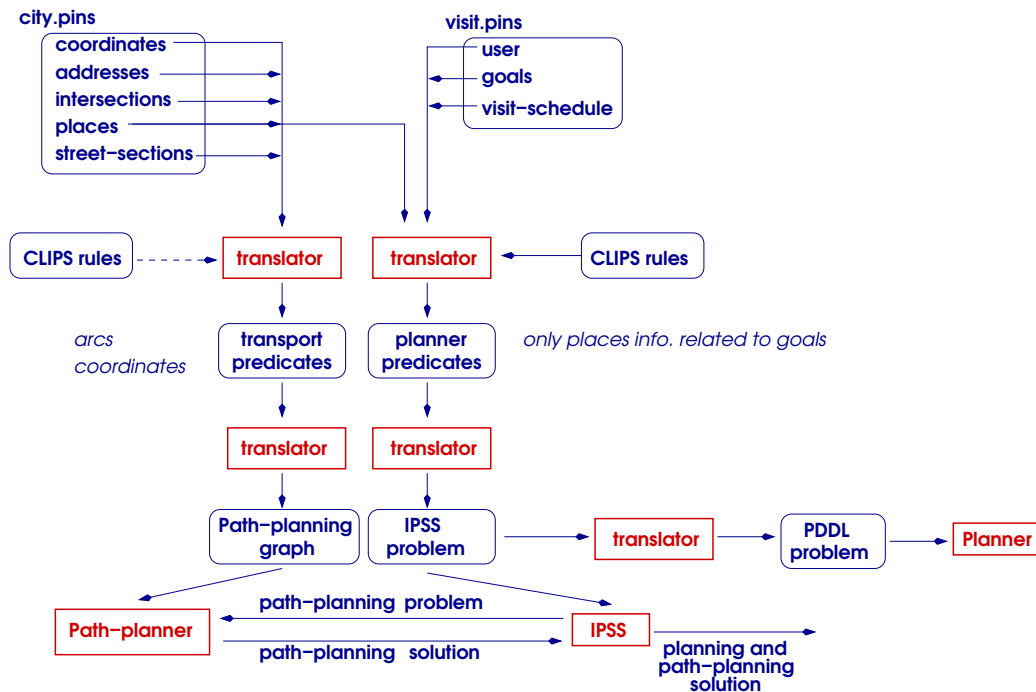 city.pins
visit.pins
coordinates
addresses
intersections
places
street-sections
user
goals
visit-schedule
CLIPS rules
translator
translator
CLIPS rules
arcs
coordinates
transport
predicates
planner
predicates
only places info. related to goals
translator
translator
Path-planning
graph
IPSS
problem
translator
PDDL
problem
Planner
path-planning problem
Path-planner
IPSS
path-planning solution
planning and
path-planning
solution